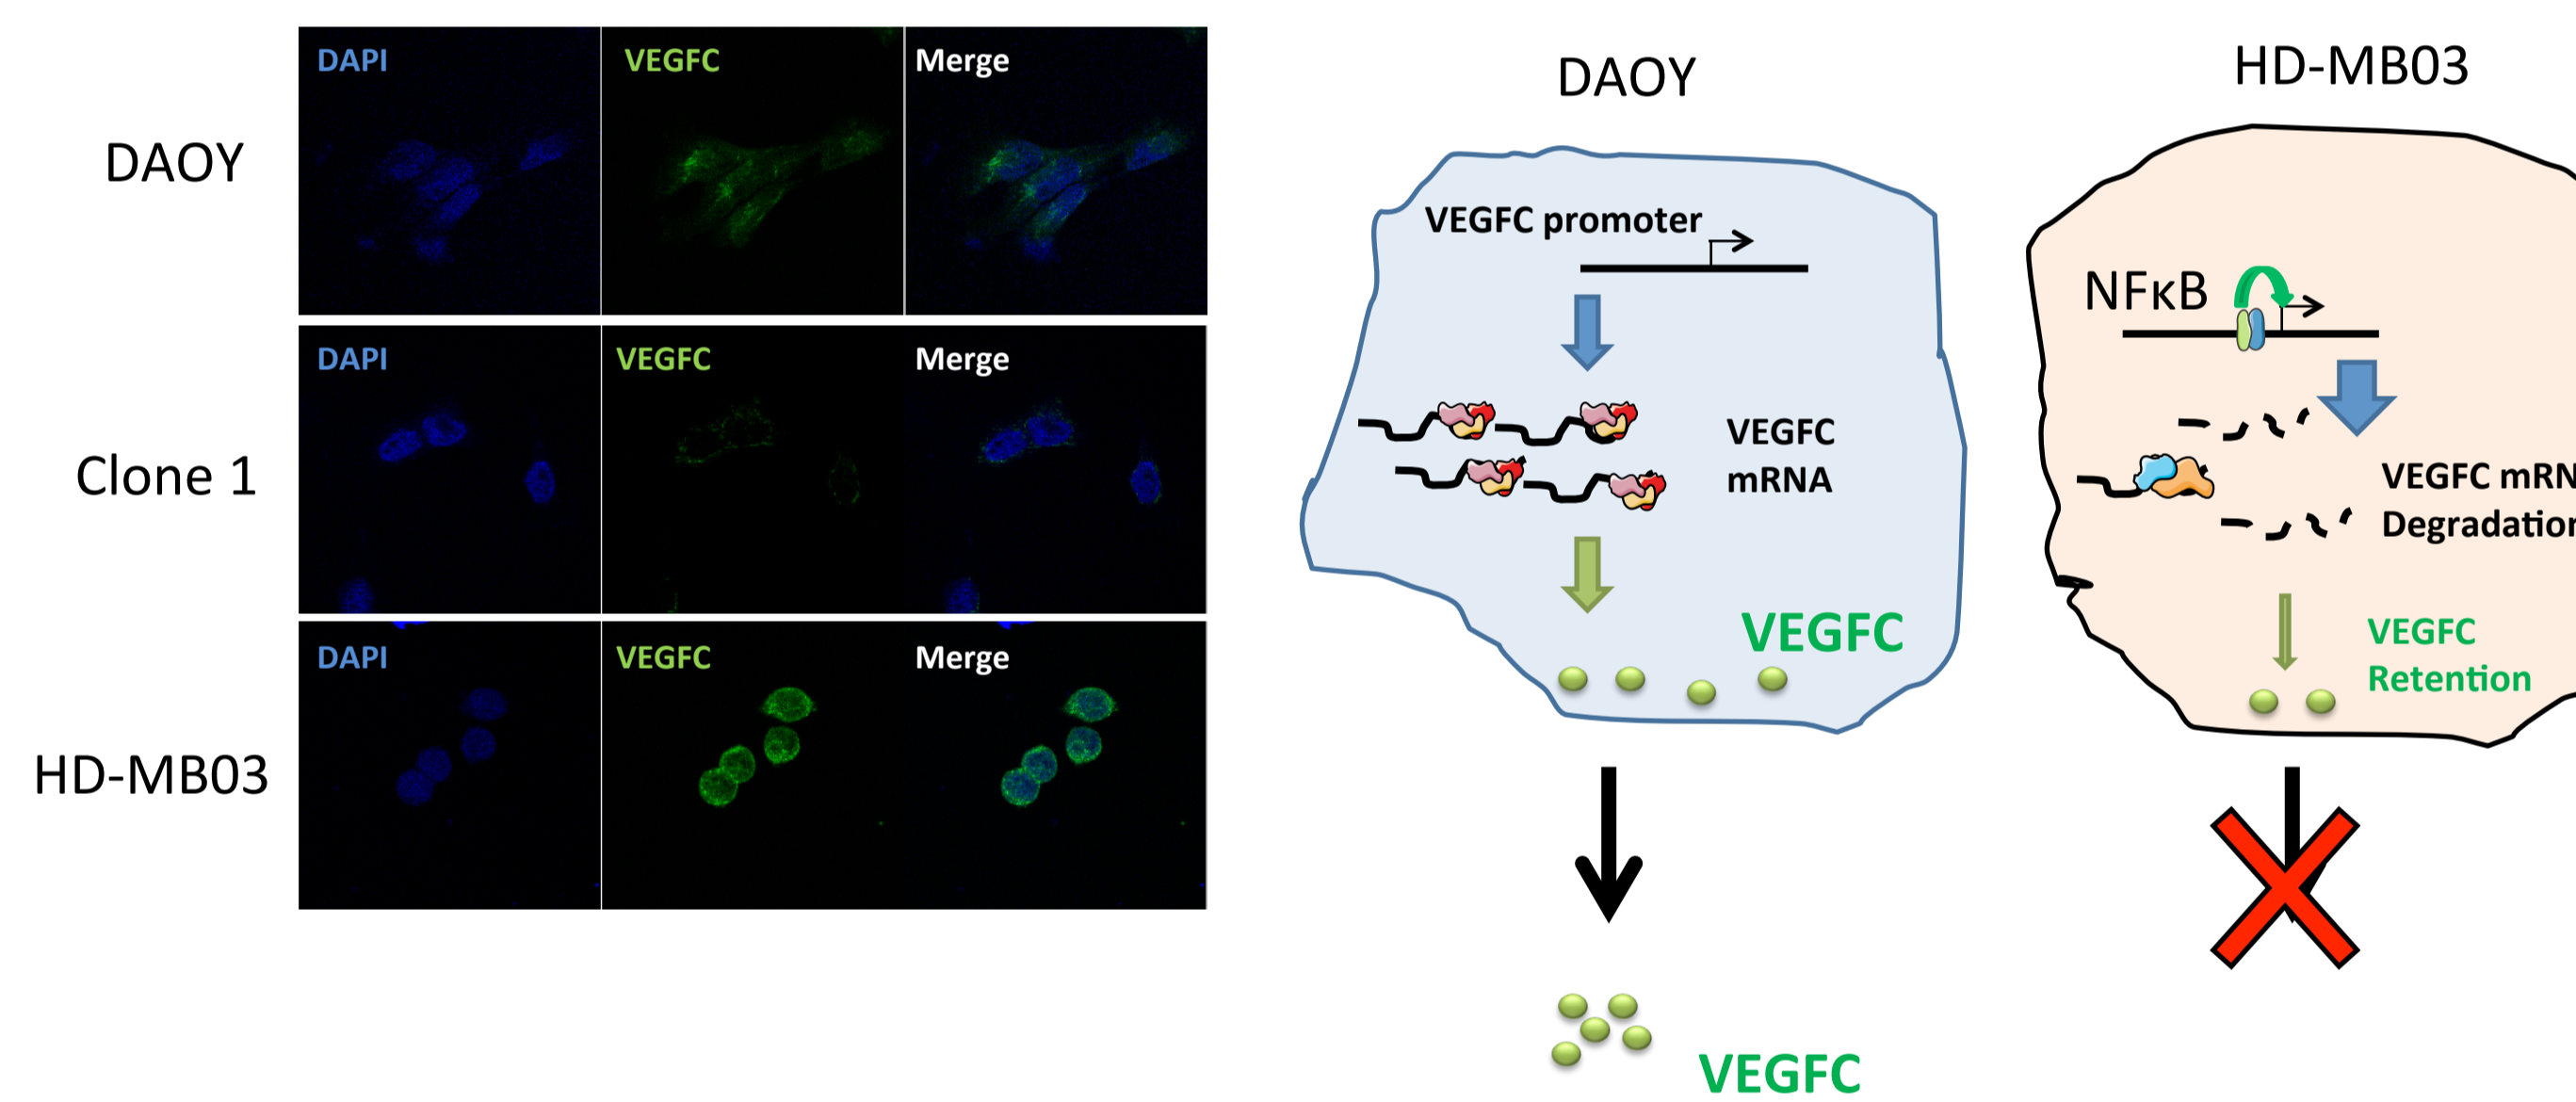 DAOY
DAPI
VEGFC
Merge
Clone 1
DAPI
VEGFC
Merge
HD-MB03
DAPI
VEGFC
Merge
DAOY
VEGFC promoter
VEGFC
mRNA
VEGFC
VEGFC
HD-MB03
NFκB
VEGFC mRN
Degradation
VEGFC
Retention